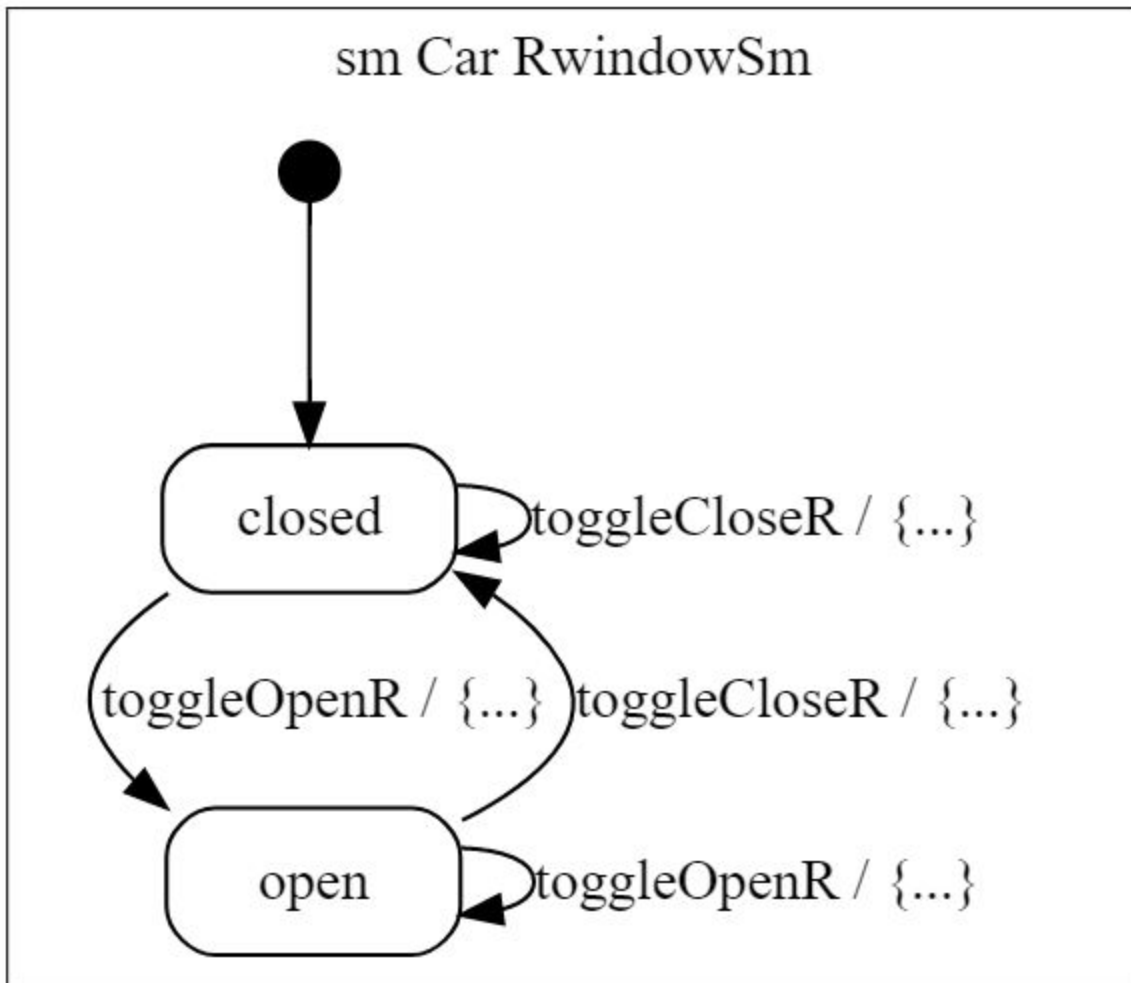 sm Car RwindowSm
closed
toggleCloseR / {...}
toggleOpenR / {...}
toggleCloseR / {...}
open
toggleOpenR / {...}